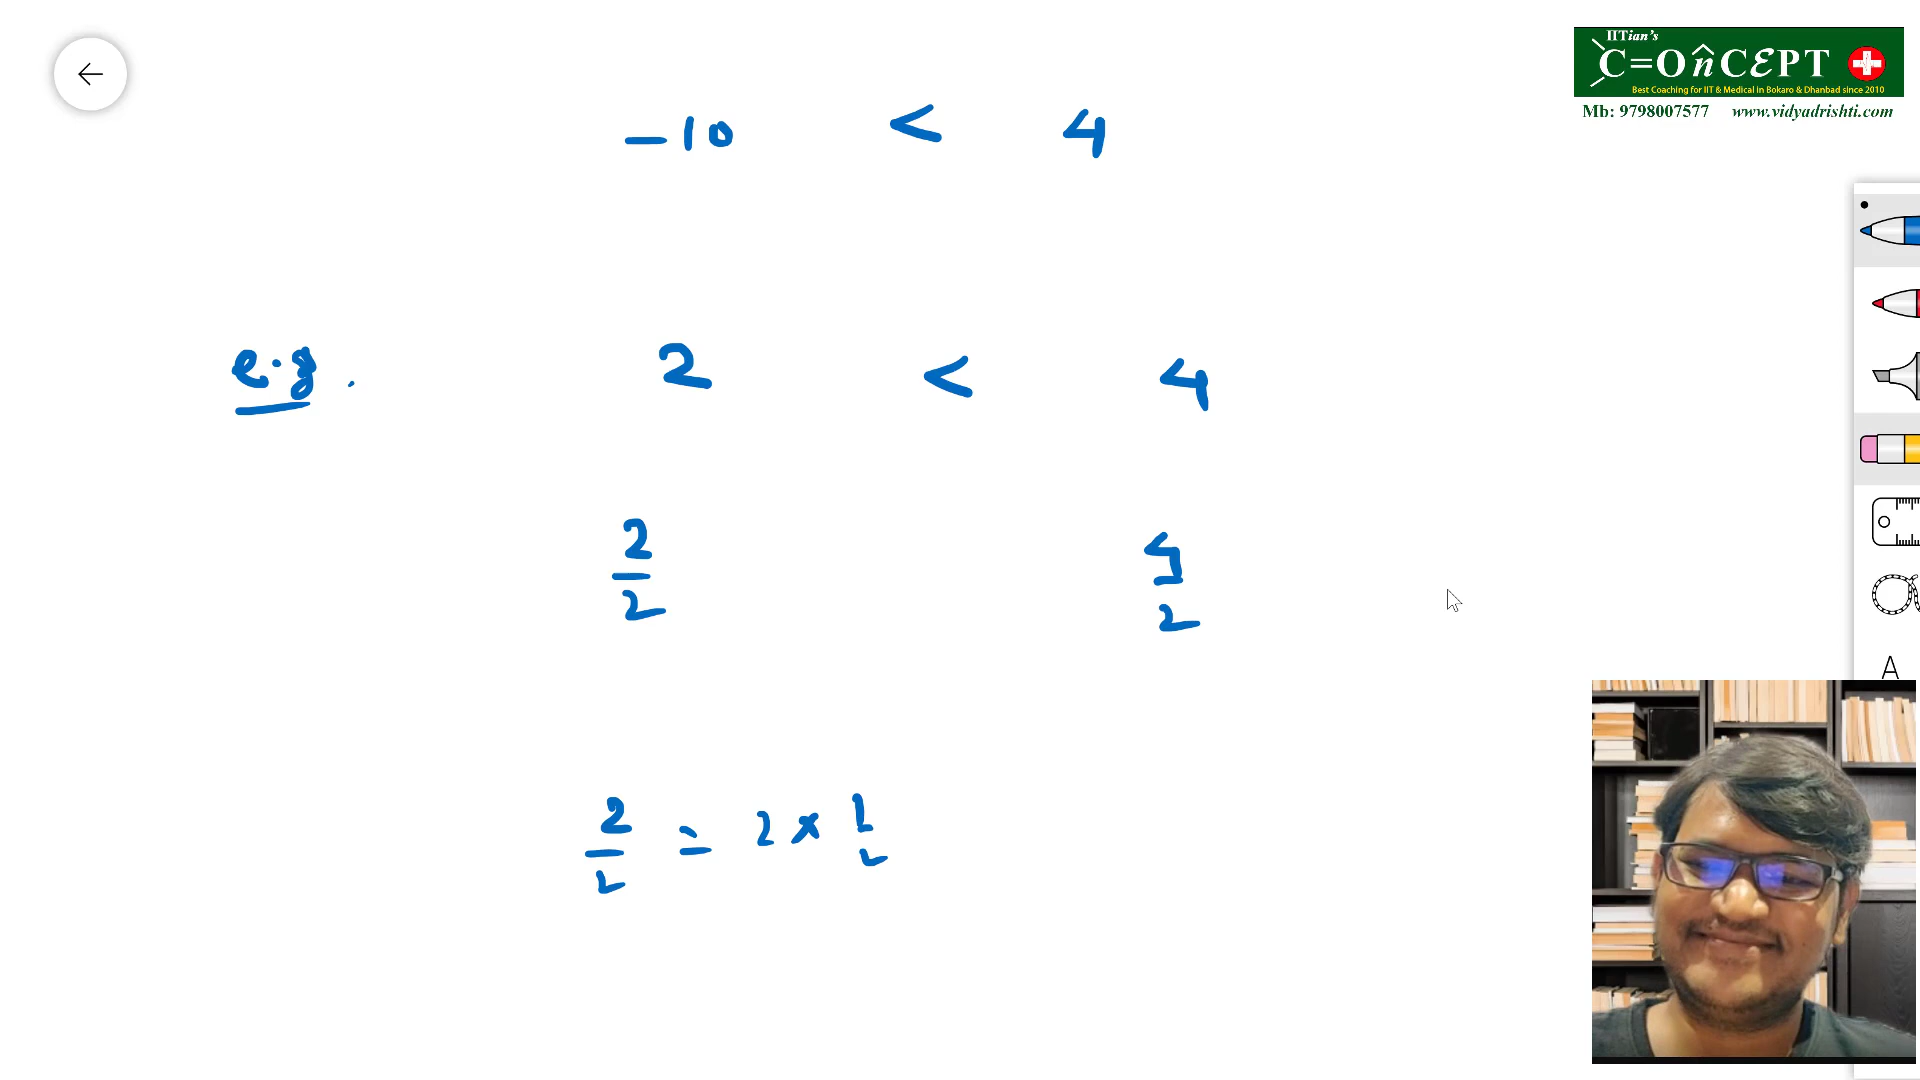 IITian's
C=OñCEPT
Best Coaching for IIT & Medical in Bokaro & Dhanbad since 2010
Mb: 9798007577 www.vidyadrishti.com
-10 < 4
e.g. 2 < 4
2/2 4/2
2/2 = 2 × 1/2
A